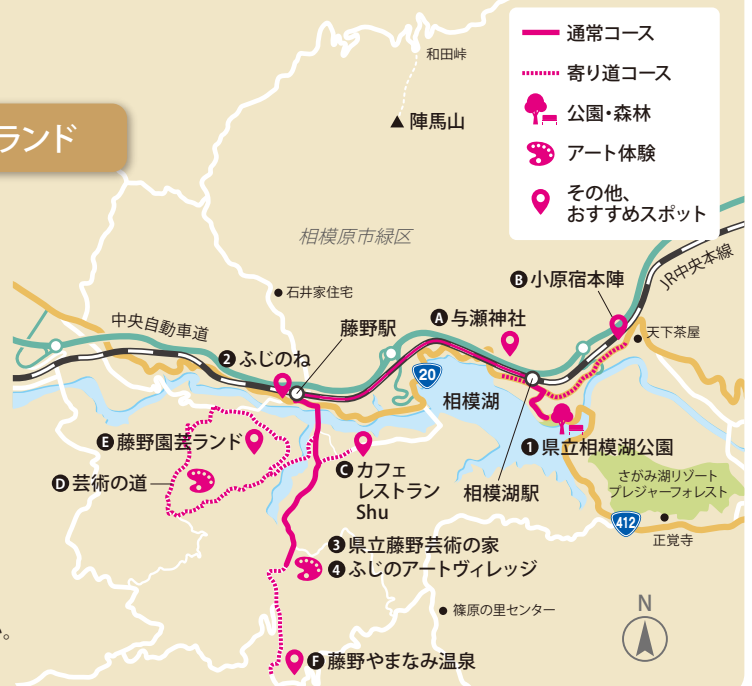 ランド
通常コース
寄り道コース
公園・森林
アート体験
その他、
おすすめスポット
和田峠
▲ 陣馬山
相模原市緑区
JR中央本線
B 小原宿本陣
石井家住宅
A 与瀬神社
中央自動車道
藤野駅
天下茶屋
2 ふじのね
20
相模湖
E 藤野園芸ランド
1 県立相模湖公園
D 芸術の道
C カフェ
レストラン
Shu
相模湖駅
さがみ湖リゾート
プレジャーフォレスト
412
正覚寺
3 県立藤野芸術の家
4 ふじのアートヴィレッジ
N
篠原の里センター
。
F 藤野やまなみ温泉